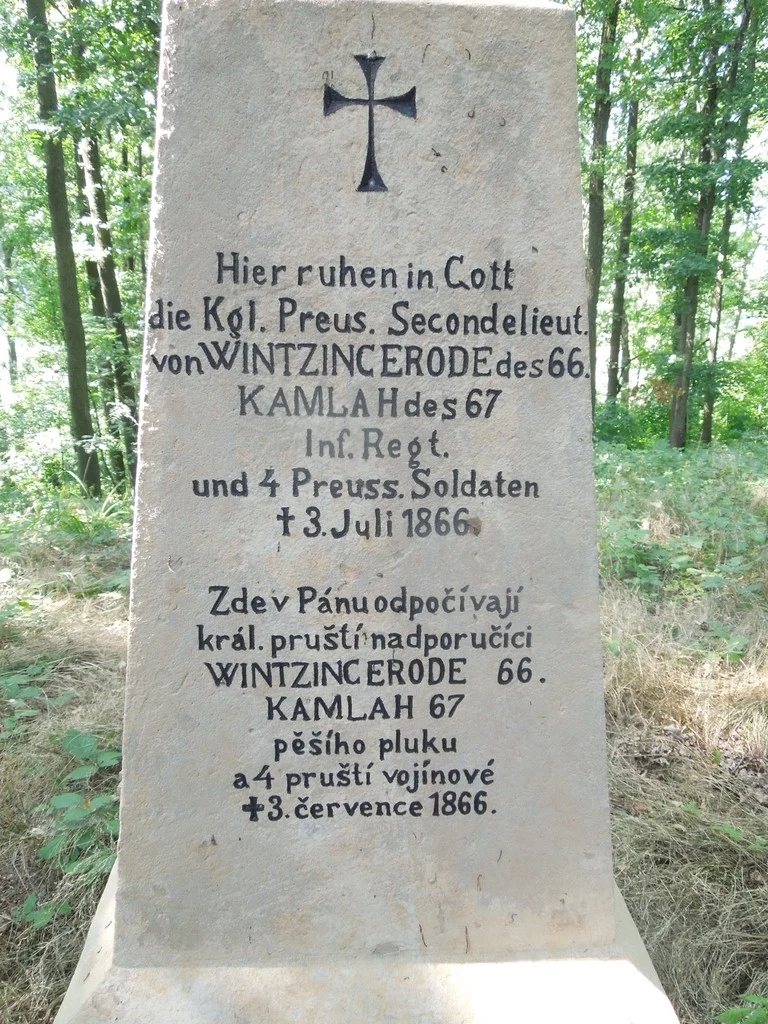 Hier ruhen in Cott
die Kgl. Preus. Secondelieut.
von WINTZINCERODE des 66.
KAMLAH des 67
Inf. Regt.
und 4 Preuss. Soldaten
† 3. Juli 1866.
Zde v Pánu odpočívají
král. pruští nadporučíci
WINTZINCERODE 66.
KAMLAH 67
pěšího pluku
a 4 pruští vojínové
† 3. července 1866.